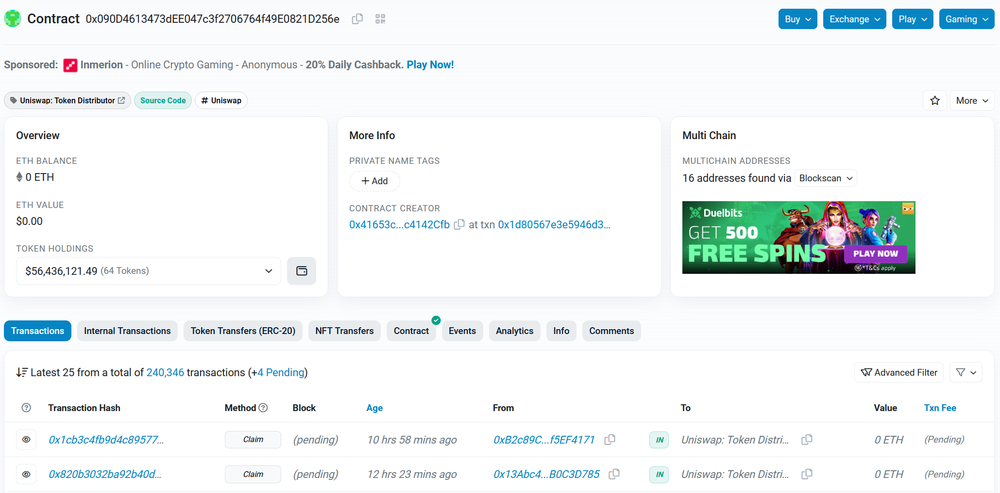 Contract 0x090D4613473dEE047c3f2706764f49E0821D256e
Buy Exchange Play Gaming
Sponsored: Inmerion - Online Crypto Gaming - Anonymous - 20% Daily Cashback. Play Now!
Uniswap: Token Distributor Source Code # Uniswap
More
Overview
ETH BALANCE
0 ETH
ETH VALUE
$0.00
TOKEN HOLDINGS
$56,436,121.49 (64 Tokens)
More Info
PRIVATE NAME TAGS
+ Add
CONTRACT CREATOR
0x41653c...c4142Cfb at txn 0x1d80567e3e5946d3...
Multi Chain
MULTICHAIN ADDRESSES
16 addresses found via Blockscan
Duelbits
GET 500
FREE SPINS
PLAY NOW
18 *T&Cs apply
Transactions Internal Transactions Token Transfers (ERC-20) NFT Transfers Contract Events Analytics Info Comments
Latest 25 from a total of 240,346 transactions (+4 Pending)
Advanced Filter
Transaction Hash Method Block Age From To Value Txn Fee
0x1cb3c4fb9d4c89577... Claim (pending) 10 hrs 58 mins ago 0xB2c89C...f5EF4171 IN Uniswap: Token Distri... 0 ETH (Pending)
0x820b3032ba92b40d... Claim (pending) 12 hrs 23 mins ago 0x13Abc4...B0C3D785 IN Uniswap: Token Distri... 0 ETH (Pending)